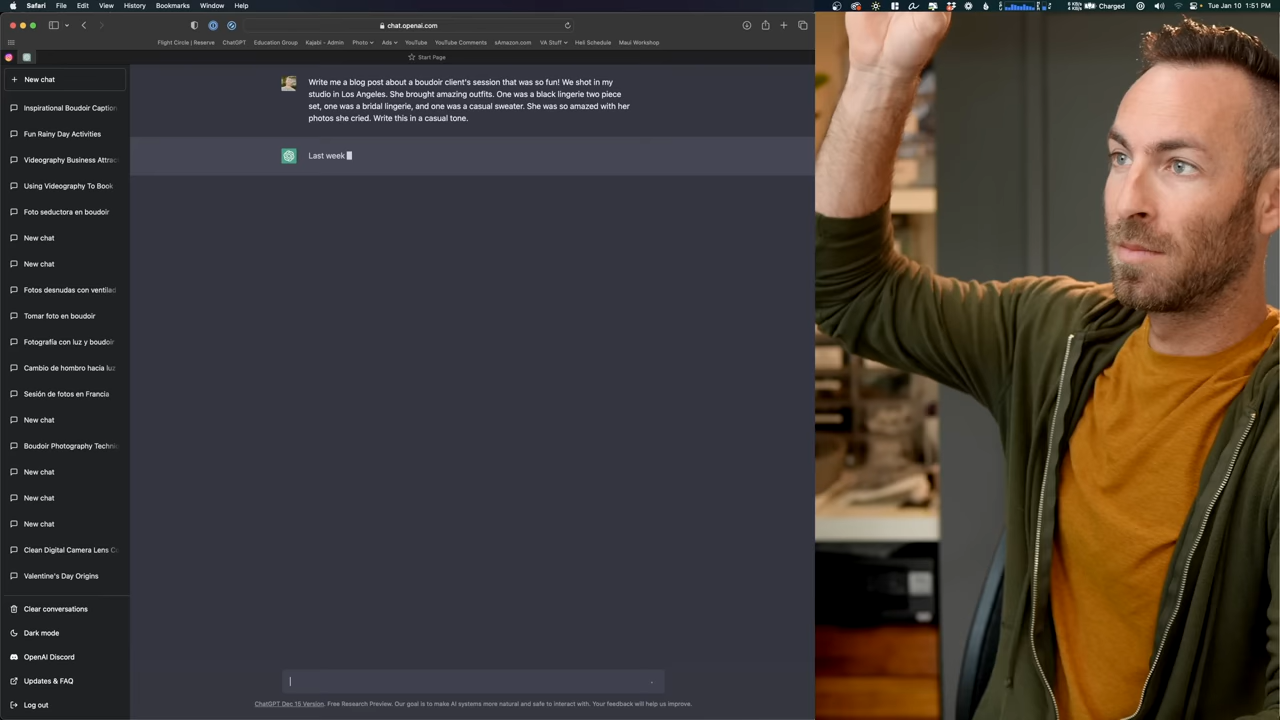 Safari File Edit View History Bookmarks Window Help
Charged
Tue Jan 10 1:51 PM
chat.openai.com
Flight Circle | Reserve ChatGPT Education Group Kajabi - Admin Photo Ads YouTube YouTube Comments sAmazon.com VA Stuff Heli Schedule Maui Workshop
Start Page
New chat
Inspirational Boudoir Caption
Fun Rainy Day Activities
Videography Business Attrac
Using Videography To Book
Foto seductora en boudoir
New chat
New chat
Fotos desnudas con ventilad
Tomar foto en boudoir
Fotografía con luz y boudoir
Cambio de hombro hacia luz
Sesión de fotos en Francia
New chat
Boudoir Photography Techni
New chat
New chat
New chat
Clean Digital Camera Lens C
Valentine's Day Origins
Clear conversations
Dark mode
OpenAI Discord
Updates & FAQ
Log out
Write me a blog post about a boudoir client's session that was so fun! We shot in my
studio in Los Angeles. She brought amazing outfits. One was a black lingerie two piece
set, one was a bridal lingerie, and one was a casual sweater. She was so amazed with her
photos she cried. Write this in a casual tone.
Last week
ChatGPT Dec 15 Version. Free Research Preview. Our goal is to make AI systems more natural and safe to interact with. Your feedback will help us improve.